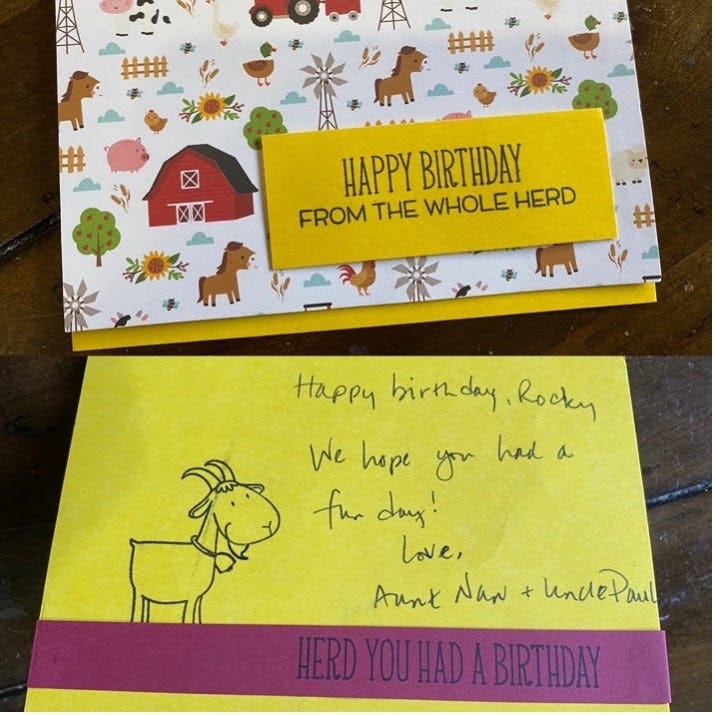 HAPPY BIRTHDAY
FROM THE WHOLE HERD
Happy birthday, Rocky
We hope you had a
fun day!
Love,
Aunt Nan + Uncle Paul
HERD YOU HAD A BIRTHDAY